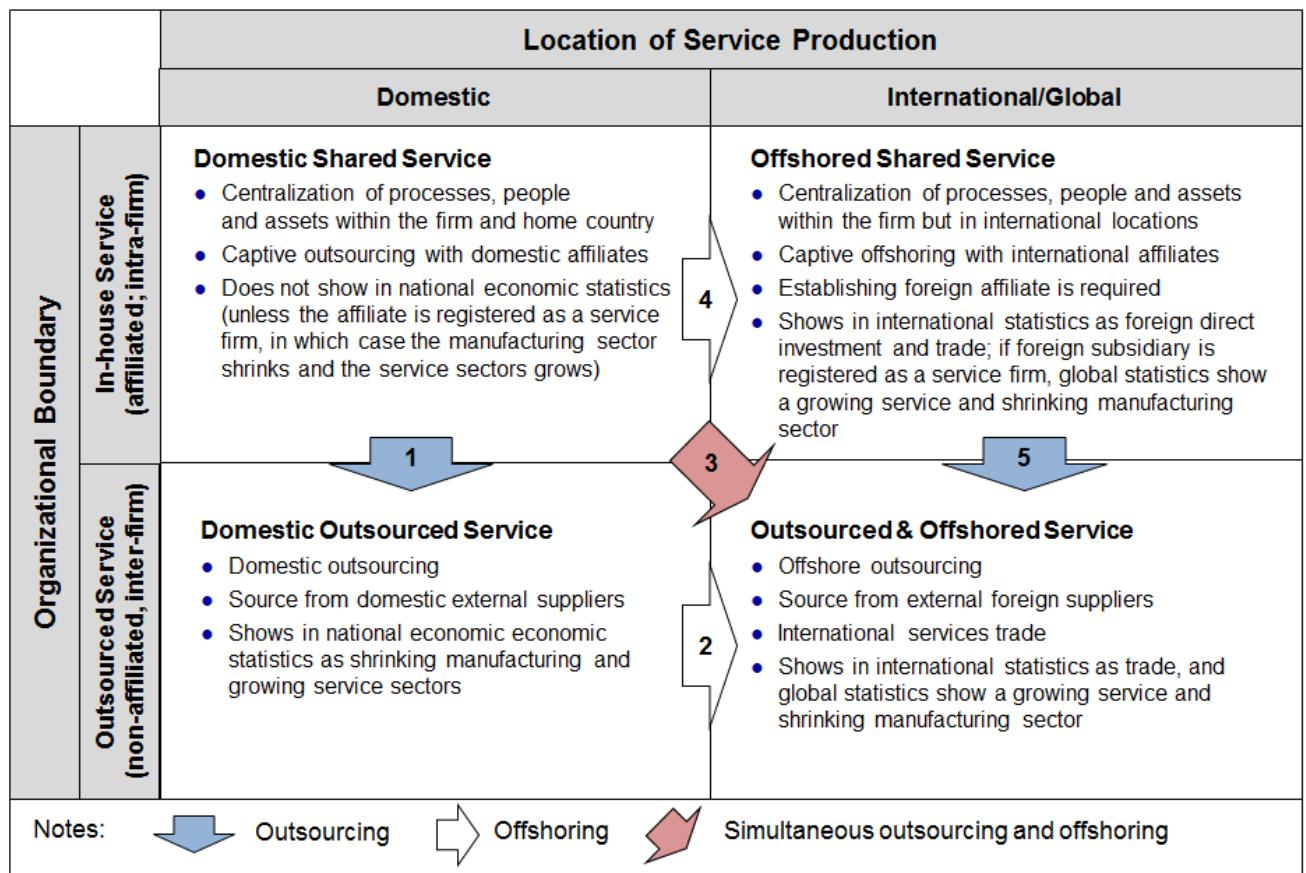 Location of Service Production
Domestic
International/Global
Organizational Boundary
In-house Service
(affiliated; intra-firm)
Domestic Shared Service
● Centralization of processes, people
and assets within the firm and home country
● Captive outsourcing with domestic affiliates
● Does not show in national economic statistics
(unless the affiliate is registered as a service
firm, in which case the manufacturing sector
shrinks and the service sectors grows)
4
Offshored Shared Service
● Centralization of processes, people and assets
within the firm but in international locations
● Captive offshoring with international affiliates
● Establishing foreign affiliate is required
● Shows in international statistics as foreign direct
investment and trade; if foreign subsidiary is
registered as a service firm, global statistics show
a growing service and shrinking manufacturing
sector
1
3
5
Outsourced Service
(non-affiliated, inter-firm)
Domestic Outsourced Service
● Domestic outsourcing
● Source from domestic external suppliers
● Shows in national economic economic
statistics as shrinking manufacturing and
growing service sectors
2
Outsourced & Offshored Service
● Offshore outsourcing
● Source from external foreign suppliers
● International services trade
● Shows in international statistics as trade, and
global statistics show a growing service and
shrinking manufacturing sector
Notes: Outsourcing Offshoring Simultaneous outsourcing and offshoring